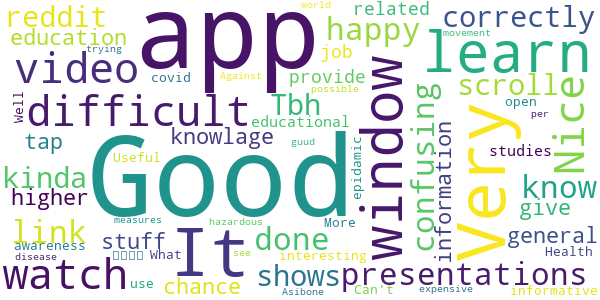 reddit
app
related
correctly
world
education
happy
learn
trying
Against
job
movement
video
covid
provide
scroll
possible
Well
difficult
Tbh
window
confusing
Very
Nice
open
per
tap
knowlage
educational
information
studies
Good
guud
epidemic
Useful
kinda
know
higher
give
link
measures
hazardous
More
It
done
general
stuff
awareness
What
see
interesting
Health
disease
watch
use
chance
shows
presentations
Can't
expensive
informative
Asibone